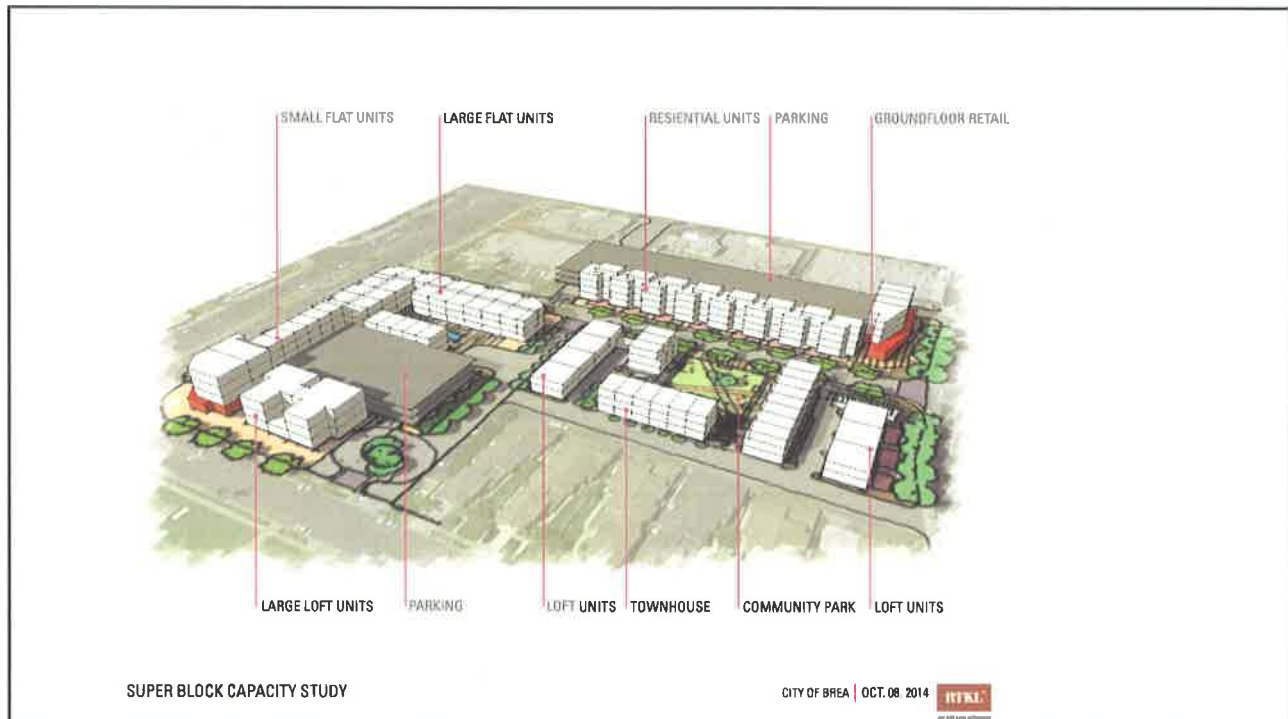 SMALL FLAT UNITS
LARGE FLAT UNITS
RESIENTIAL UNITS
PARKING
GROUNDFLOOR RETAIL
LARGE LOFT UNITS
PARKING
LOFT UNITS
TOWNHOUSE
COMMUNITY PARK
LOFT UNITS
SUPER BLOCK CAPACITY STUDY
CITY OF BREA | OCT. 08 2014
RTKL